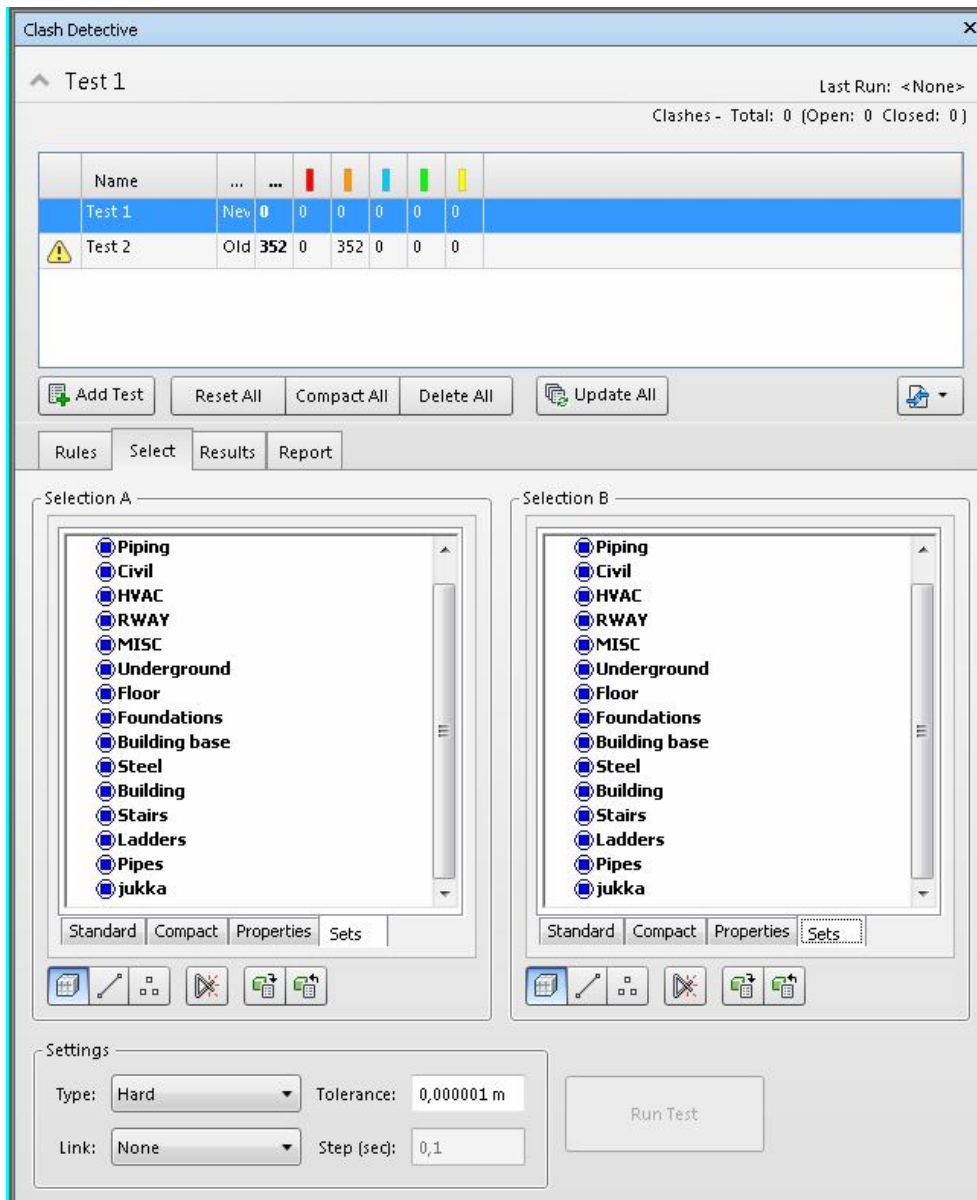 Clash Detective
Test 1
Last Run: <None>
Clashes - Total: 0 (Open: 0 Closed: 0)
Name ... ...
Test 1 Nev 0 0 0 0 0 0
Test 2 Old 352 0 352 0 0 0
Add Test Reset All Compact All Delete All Update All
Rules Select Results Report
Selection A
Piping
Civil
HVAC
RWAY
MISC
Underground
Floor
Foundations
Building base
Steel
Building
Stairs
Ladders
Pipes
jukka
Standard Compact Properties Sets
Selection B
Piping
Civil
HVAC
RWAY
MISC
Underground
Floor
Foundations
Building base
Steel
Building
Stairs
Ladders
Pipes
jukka
Standard Compact Properties Sets
Settings
Type: Hard Tolerance: 0,000001 m
Link: None Step (sec): 0,1
Run Test